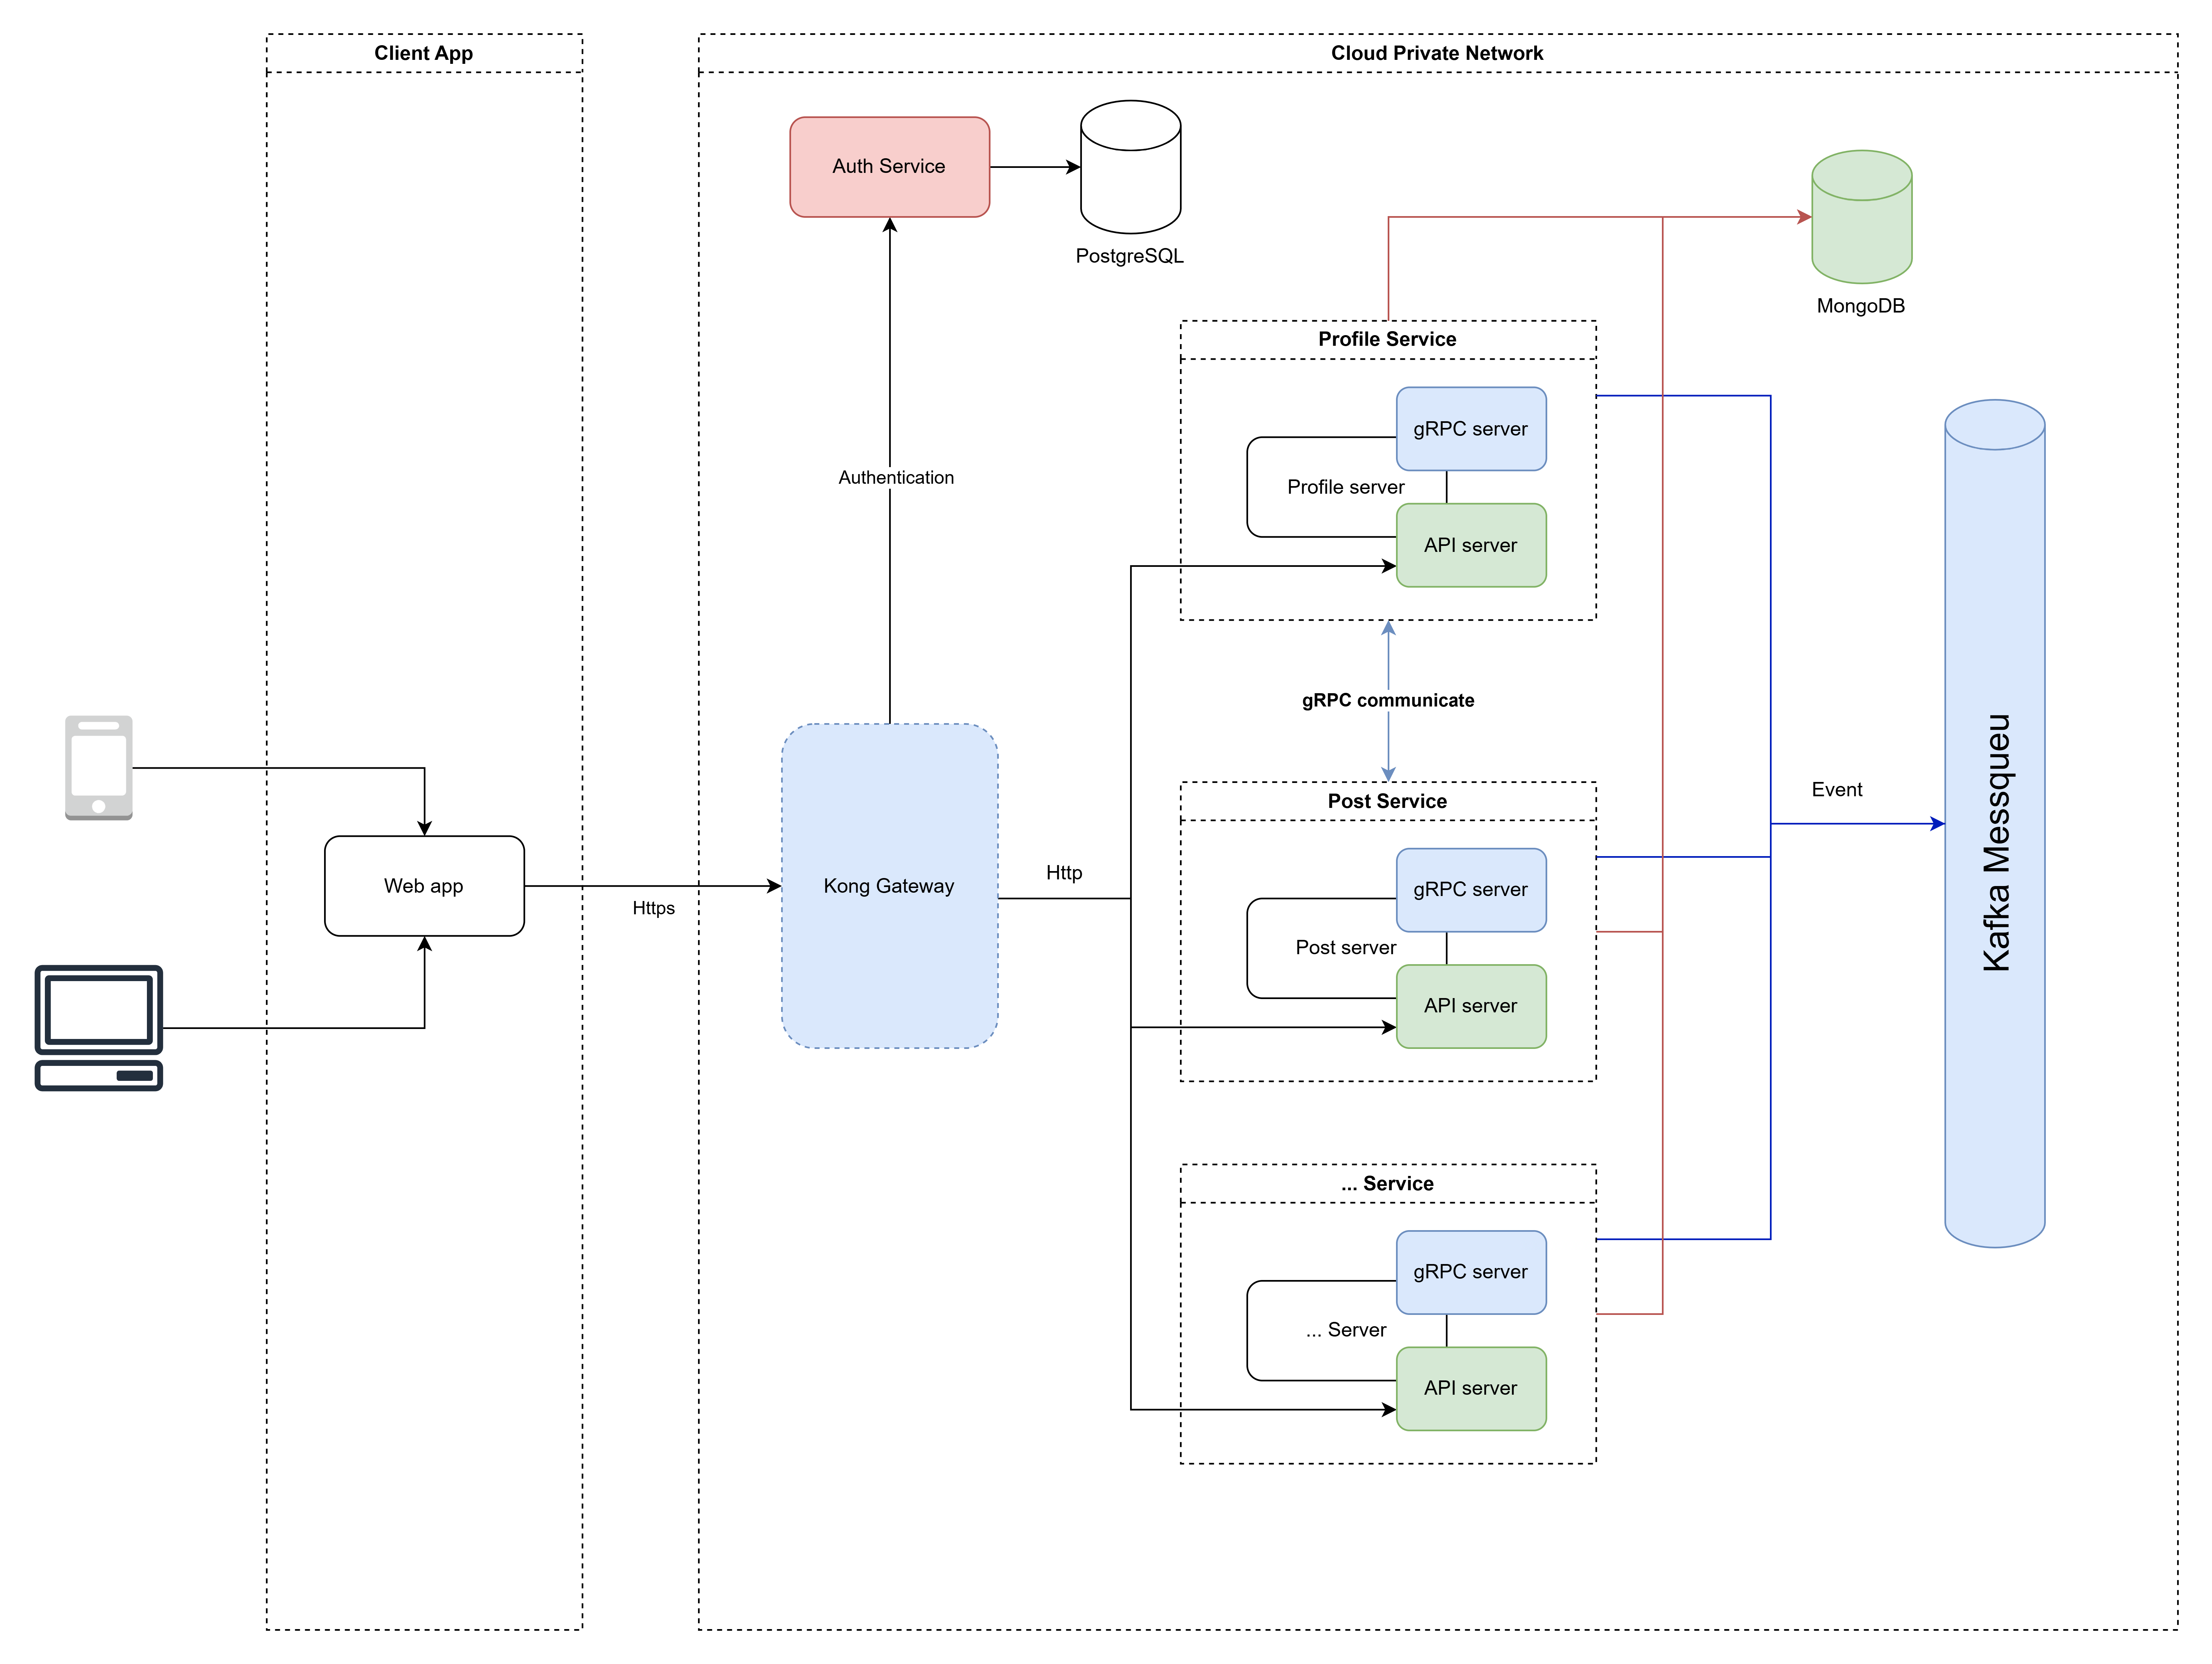 Client App
Cloud Private Network
Auth Service
PostgreSQL
MongoDB
Profile Service
gRPC server
Profile server
API server
Authentication
gRPC communicate
Post Service
gRPC server
Post server
API server
Web app
Https
Kong Gateway
Http
Event
Kafka Messqueu
... Service
gRPC server
... Server
API server